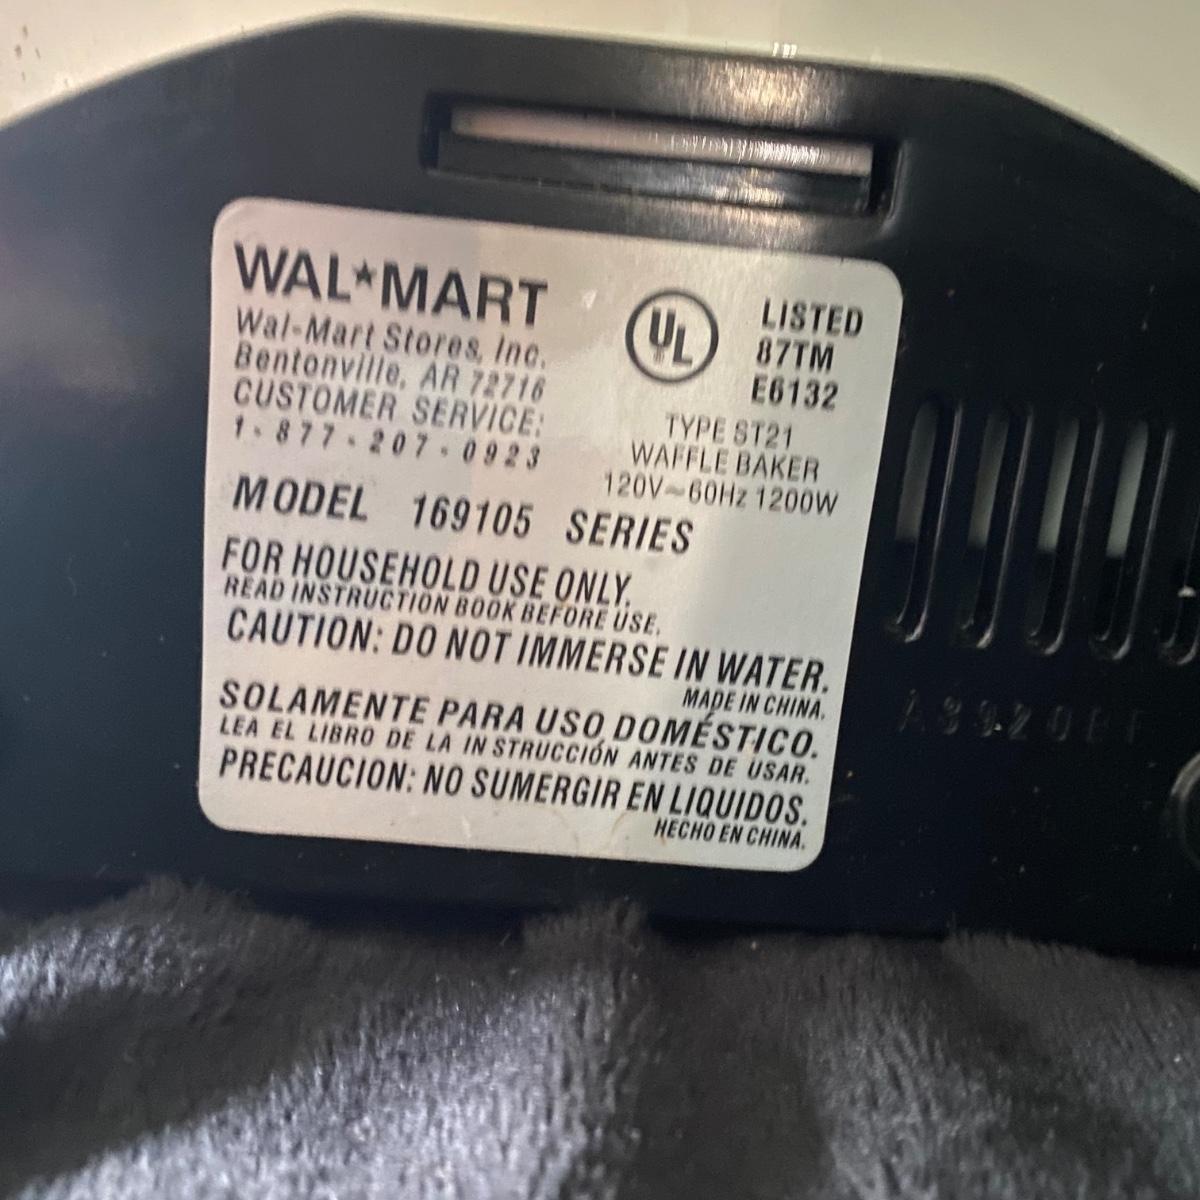 WAL★MART
Wal-Mart Stores, Inc.
Bentonville, AR 72716
CUSTOMER SERVICE:
1-877-207-0923
UL
LISTED
87TM
E6132
TYPE ST21
WAFFLE BAKER
120V~60Hz 1200W
MODEL 169105 SERIES
FOR HOUSEHOLD USE ONLY.
READ INSTRUCTION BOOK BEFORE USE.
CAUTION: DO NOT IMMERSE IN WATER.
MADE IN CHINA.
SOLAMENTE PARA USO DOMÉSTICO.
LEA EL LIBRO DE LA IN STRUCCIÓN ANTES DE USAR.
PRECAUCION: NO SUMERGIR EN LIQUIDOS.
HECHO EN CHINA.